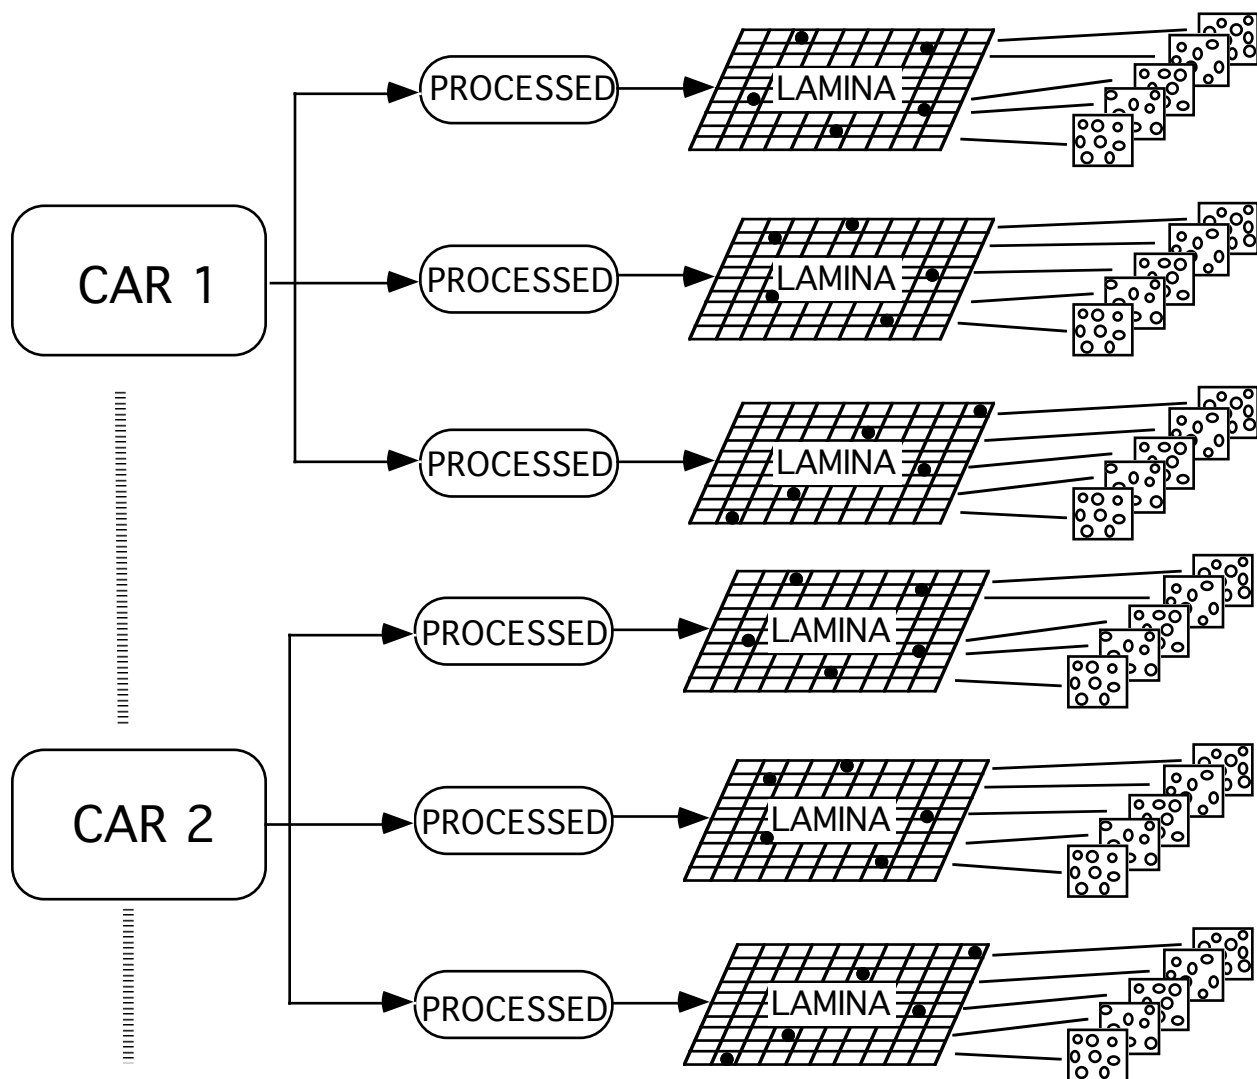 PROCESSED
LAMINA
CAR 1
PROCESSED
LAMINA
PROCESSED
LAMINA
PROCESSED
LAMINA
CAR 2
PROCESSED
LAMINA
PROCESSED
LAMINA